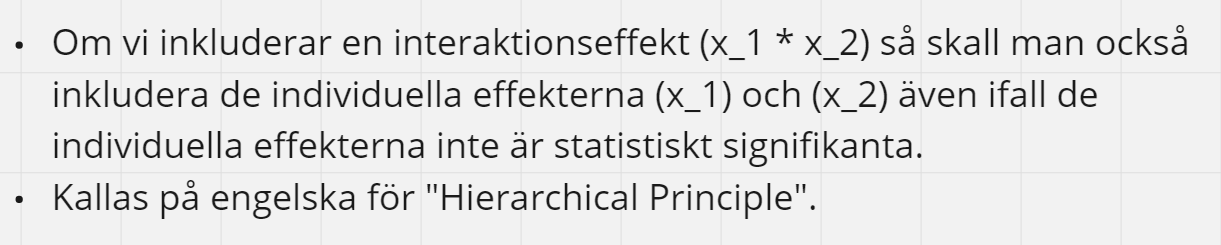 • Om vi inkluderar en interaktionseffekt (x_1 * x_2) så skall man också
inkludera de individuella effekterna (x_1) och (x_2) även ifall de
individuella effekterna inte är statistiskt signifikanta.
• Kallas på engelska för "Hierarchical Principle".